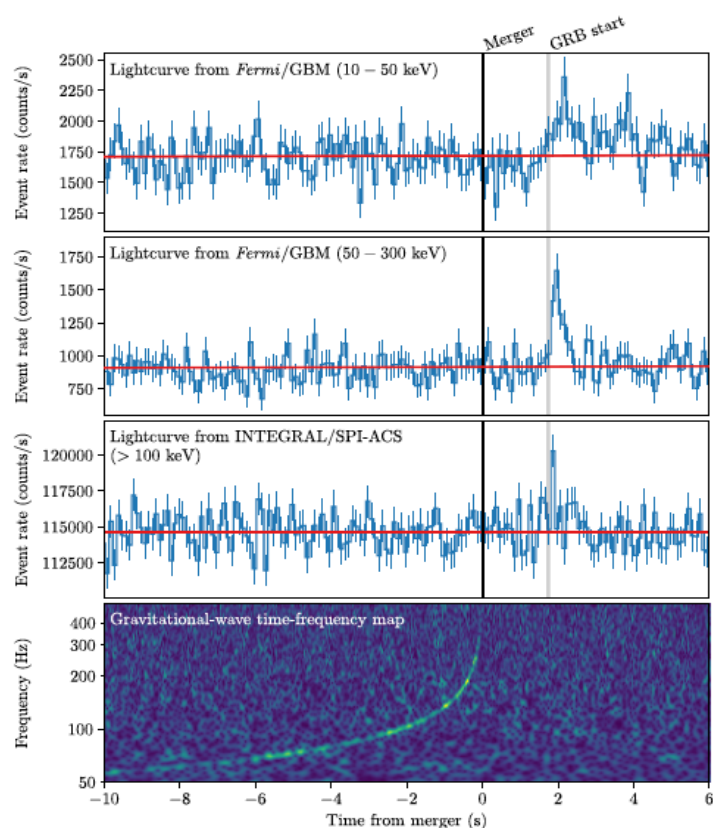 Merger
GRB start
Lightcurve from Fermi/GBM (10 − 50 keV)
Event rate (counts/s)
2500
2250
2000
1750
1500
1250
Lightcurve from Fermi/GBM (50 − 300 keV)
Event rate (counts/s)
1750
1500
1250
1000
750
Lightcurve from INTEGRAL/SPI-ACS
(> 100 keV)
Event rate (counts/s)
120000
117500
115000
112500
Gravitational-wave time-frequency map
Frequency (Hz)
400
300
200
100
50
−10 −8 −6 −4 −2 0 2 4 6
Time from merger (s)